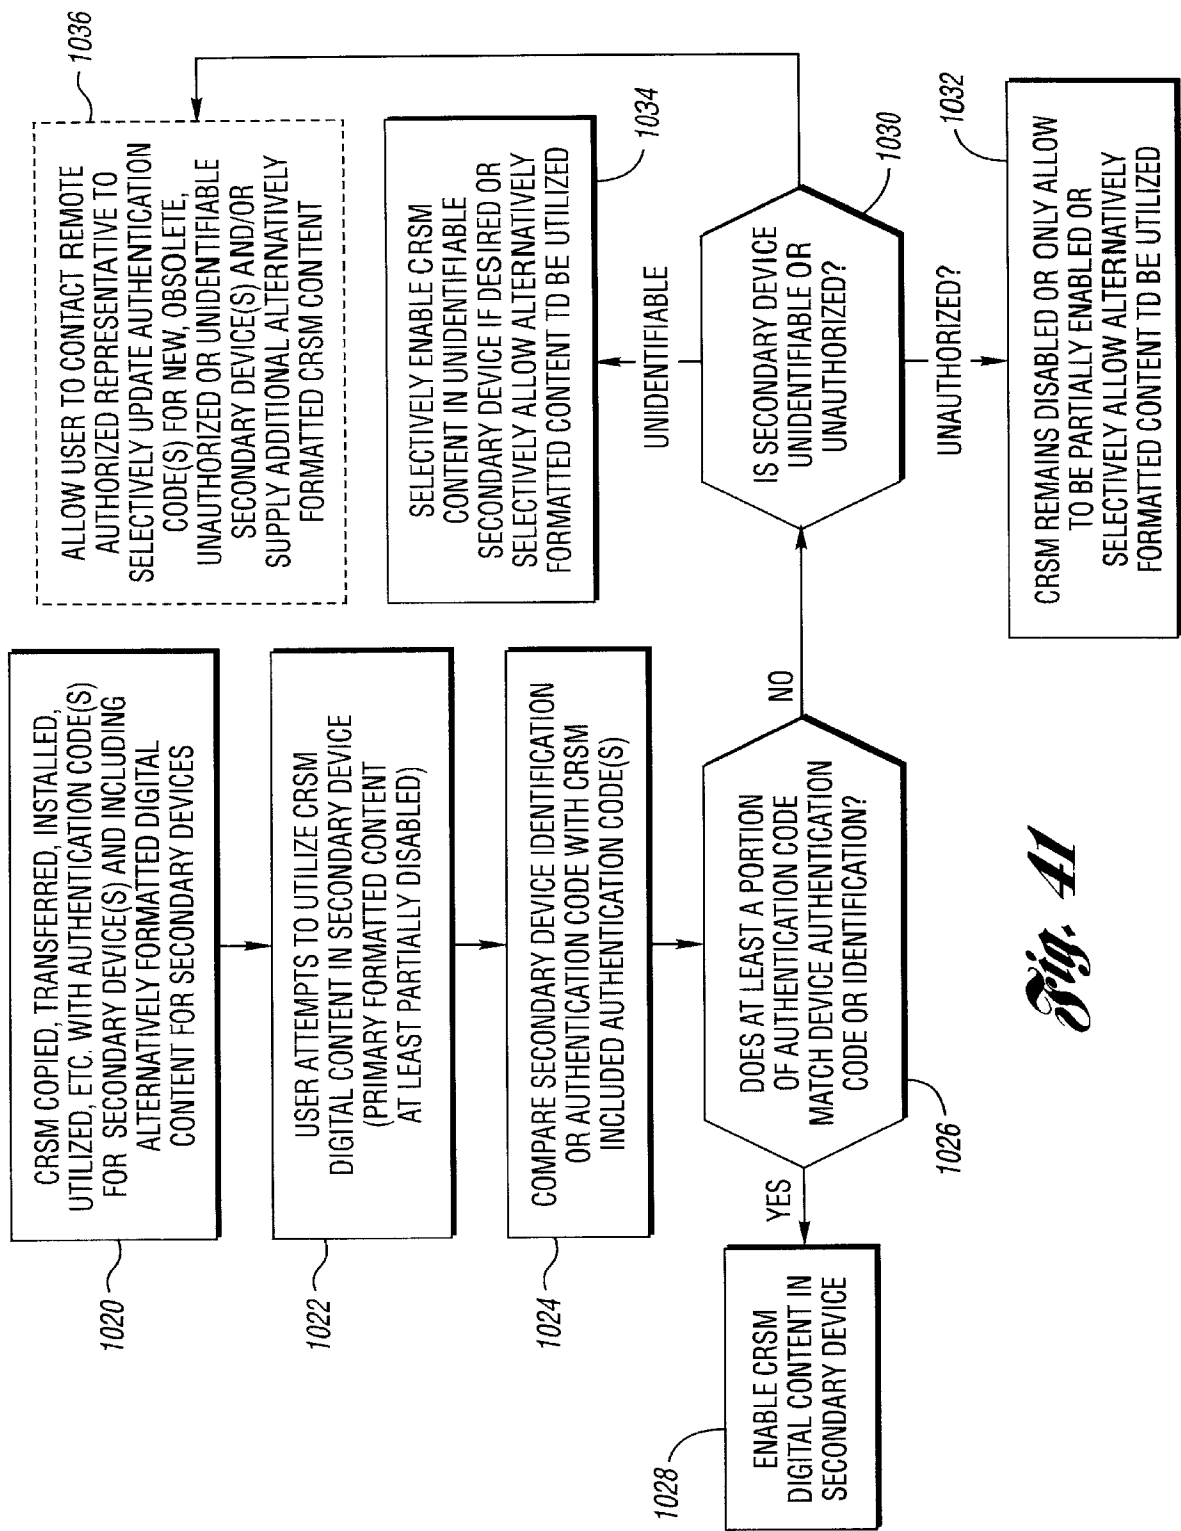 CRSM COPIED, TRANSFERRED, INSTALLED,
UTILIZED, ETC. WITH AUTHENTICATION CODE(S)
FOR SECONDARY DEVICE(S) AND INCLUDING
ALTERNATIVELY FORMATTED DIGITAL
CONTENT FOR SECONDARY DEVICES
1020
USER ATTEMPTS TO UTILIZE CRSM
DIGITAL CONTENT IN SECONDARY DEVICE
(PRIMARY FORMATTED CONTENT
AT LEAST PARTIALLY DISABLED)
1022
COMPARE SECONDARY DEVICE IDENTIFICATION
OR AUTHENTICATION CODE WITH CRSM
INCLUDED AUTHENTICATION CODE(S)
1024
DOES AT LEAST A PORTION
OF AUTHENTICATION CODE
MATCH DEVICE AUTHENTICATION
CODE OR IDENTIFICATION?
1026
YES
ENABLE CRSM
DIGITAL CONTENT IN
SECONDARY DEVICE
1028
NO
IS SECONDARY DEVICE
UNIDENTIFIABLE OR
UNAUTHORIZED?
1030
UNAUTHORIZED?
CRSM REMAINS DISABLED OR ONLY ALLOW
TO BE PARTIALLY ENABLED OR
SELECTIVELY ALLOW ALTERNATIVELY
FORMATTED CONTENT TO BE UTILIZED
1032
UNIDENTIFIABLE
SELECTIVELY ENABLE CRSM
CONTENT IN UNIDENTIFIABLE
SECONDARY DEVICE IF DESIRED OR
SELECTIVELY ALLOW ALTERNATIVELY
FORMATTED CONTENT TD BE UTILIZED
1034
ALLOW USER TO CONTACT REMOTE
AUTHORIZED REPRESENTATIVE TO
SELECTIVELY UPDATE AUTHENTICATION
CODE(S) FOR NEW, OBSOLETE,
UNAUTHORIZED OR UNIDENTIFIABLE
SECONDARY DEVICE(S) AND/OR
SUPPLY ADDITIONAL ALTERNATIVELY
FORMATTED CRSM CONTENT
1036
Fig. 41